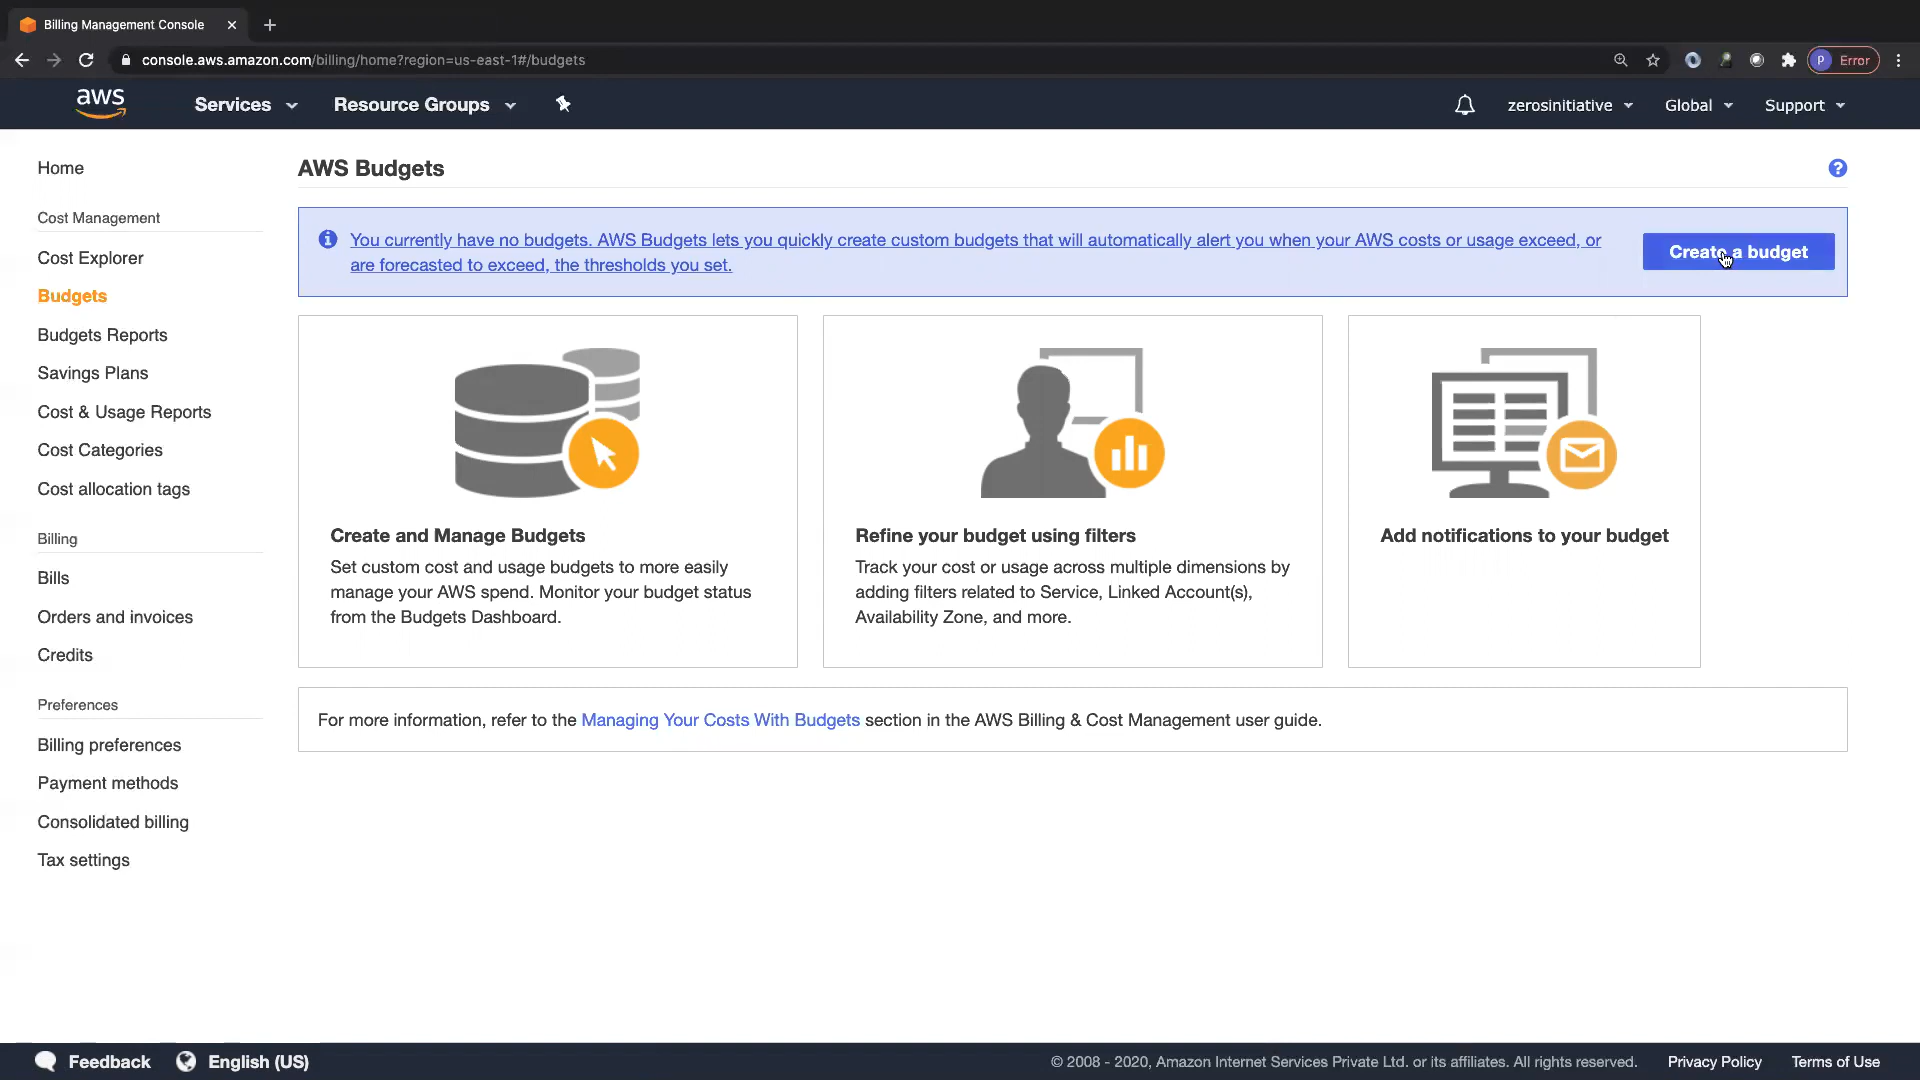 Billing Management Console
console.aws.amazon.com/billing/home?region=us-east-1#/budgets
P Error
aws Services Resource Groups zerosinitiative Global Support
Home
Cost Management
Cost Explorer
Budgets
Budgets Reports
Savings Plans
Cost & Usage Reports
Cost Categories
Cost allocation tags
Billing
Bills
Orders and invoices
Credits
Preferences
Billing preferences
Payment methods
Consolidated billing
Tax settings
AWS Budgets
?
You currently have no budgets. AWS Budgets lets you quickly create custom budgets that will automatically alert you when your AWS costs or usage exceed, or
are forecasted to exceed, the thresholds you set.
Create a budget
Create and Manage Budgets
Set custom cost and usage budgets to more easily
manage your AWS spend. Monitor your budget status
from the Budgets Dashboard.
Refine your budget using filters
Track your cost or usage across multiple dimensions by
adding filters related to Service, Linked Account(s),
Availability Zone, and more.
Add notifications to your budget
For more information, refer to the Managing Your Costs With Budgets section in the AWS Billing & Cost Management user guide.
Feedback English (US) © 2008 - 2020, Amazon Internet Services Private Ltd. or its affiliates. All rights reserved. Privacy Policy Terms of Use